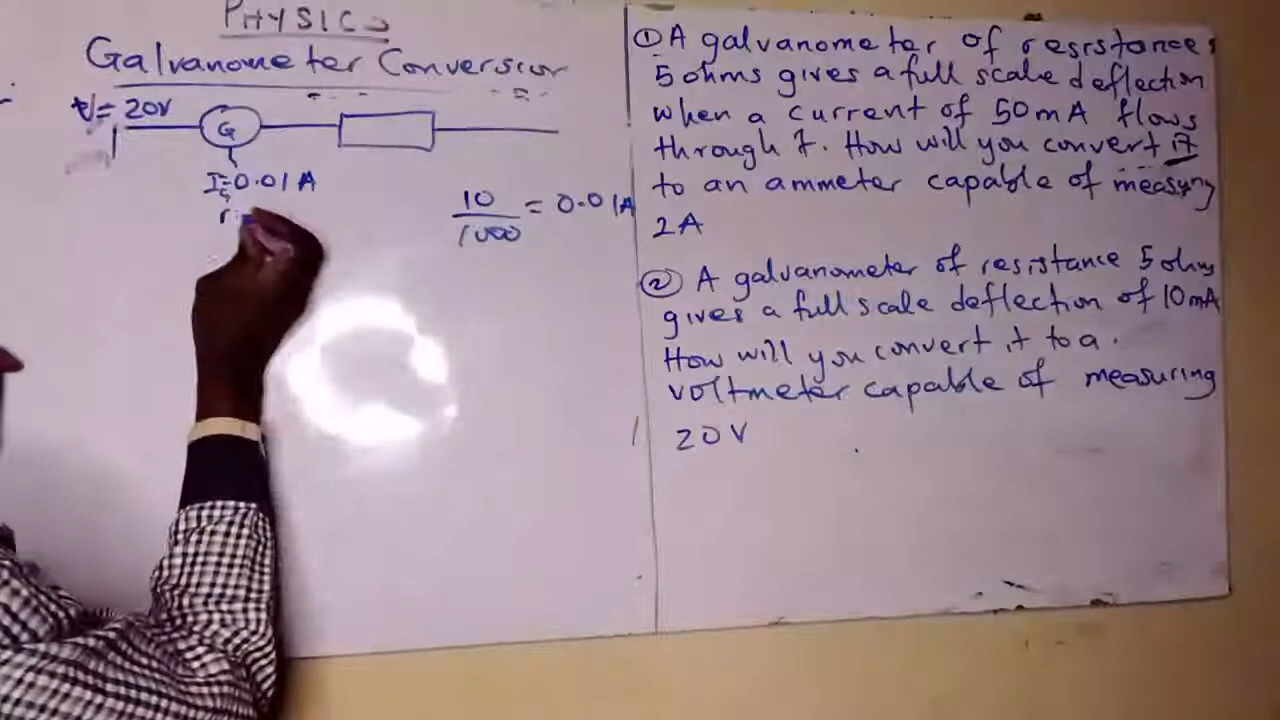 PHYSICS
Galvanometer Conversion
V = 20V
G
I = 0.01A
r
10
1000
= 0.01A
① A galvanometer of resistance
5 ohms gives a full scale deflection
when a current of 50mA flows
through it. How will you convert it
to an ammeter capable of measuring
2A
② A galvanometer of resistance 5 ohms
gives a full scale deflection of 10mA
How will you convert it to a.
voltmeter capable of measuring
20V